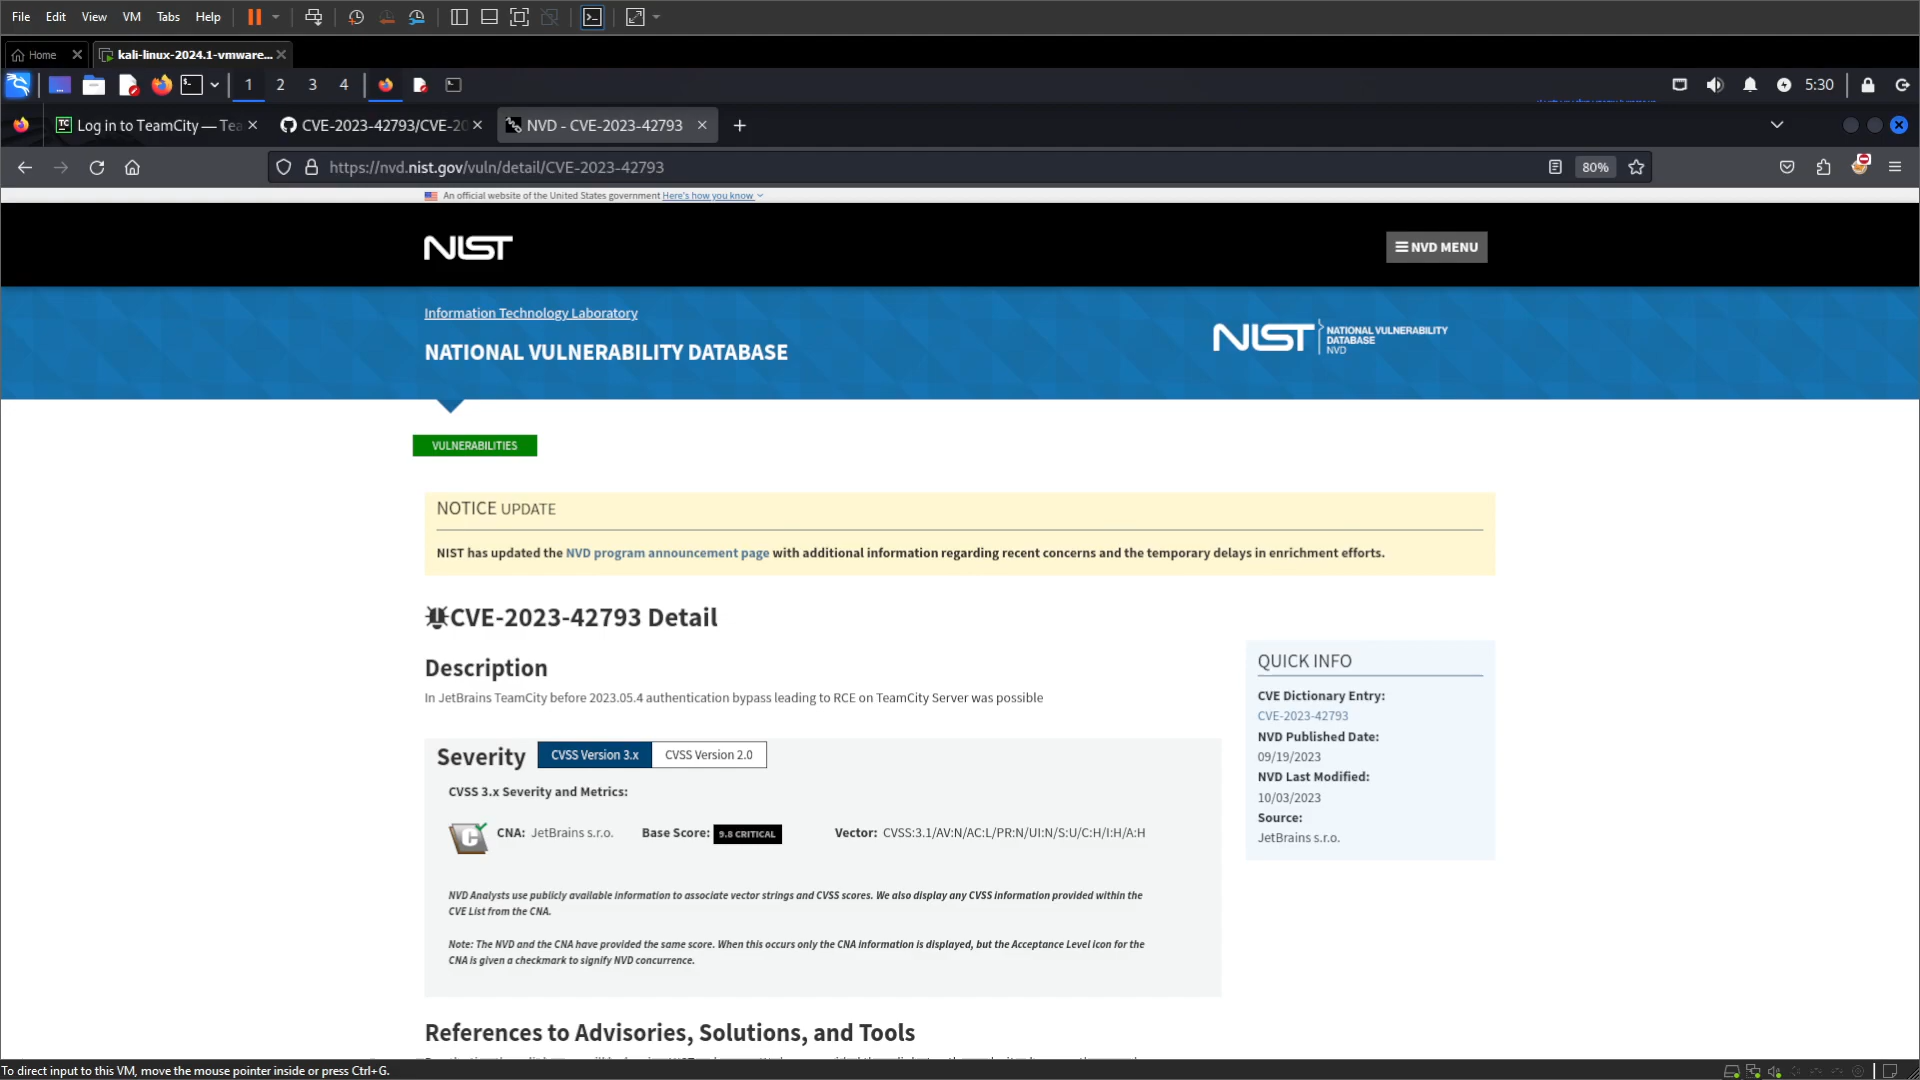 File Edit View VM Tabs Help
Home
kali-linux-2024.1-vmware...
1 2 3 4
5:30
Log in to TeamCity — Tea
CVE-2023-42793/CVE-20
NVD - CVE-2023-42793
https://nvd.nist.gov/vuln/detail/CVE-2023-42793
80%
An official website of the United States government Here's how you know
NIST
NVD MENU
Information Technology Laboratory
NATIONAL VULNERABILITY DATABASE
NIST
NATIONAL VULNERABILITY
DATABASE
NVD
VULNERABILITIES
NOTICE UPDATE
NIST has updated the NVD program announcement page with additional information regarding recent concerns and the temporary delays in enrichment efforts.
CVE-2023-42793 Detail
Description
In JetBrains TeamCity before 2023.05.4 authentication bypass leading to RCE on TeamCity Server was possible
Severity
CVSS Version 3.x
CVSS Version 2.0
CVSS 3.x Severity and Metrics:
CNA: JetBrains s.r.o.
Base Score: 9.8 CRITICAL
Vector: CVSS:3.1/AV:N/AC:L/PR:N/UI:N/S:U/C:H/I:H/A:H
NVD Analysts use publicly available information to associate vector strings and CVSS scores. We also display any CVSS information provided within the
CVE List from the CNA.
Note: The NVD and the CNA have provided the same score. When this occurs only the CNA information is displayed, but the Acceptance Level icon for the
CNA is given a checkmark to signify NVD concurrence.
QUICK INFO
CVE Dictionary Entry:
CVE-2023-42793
NVD Published Date:
09/19/2023
NVD Last Modified:
10/03/2023
Source:
JetBrains s.r.o.
References to Advisories, Solutions, and Tools
To direct input to this VM, move the mouse pointer inside or press Ctrl+G.